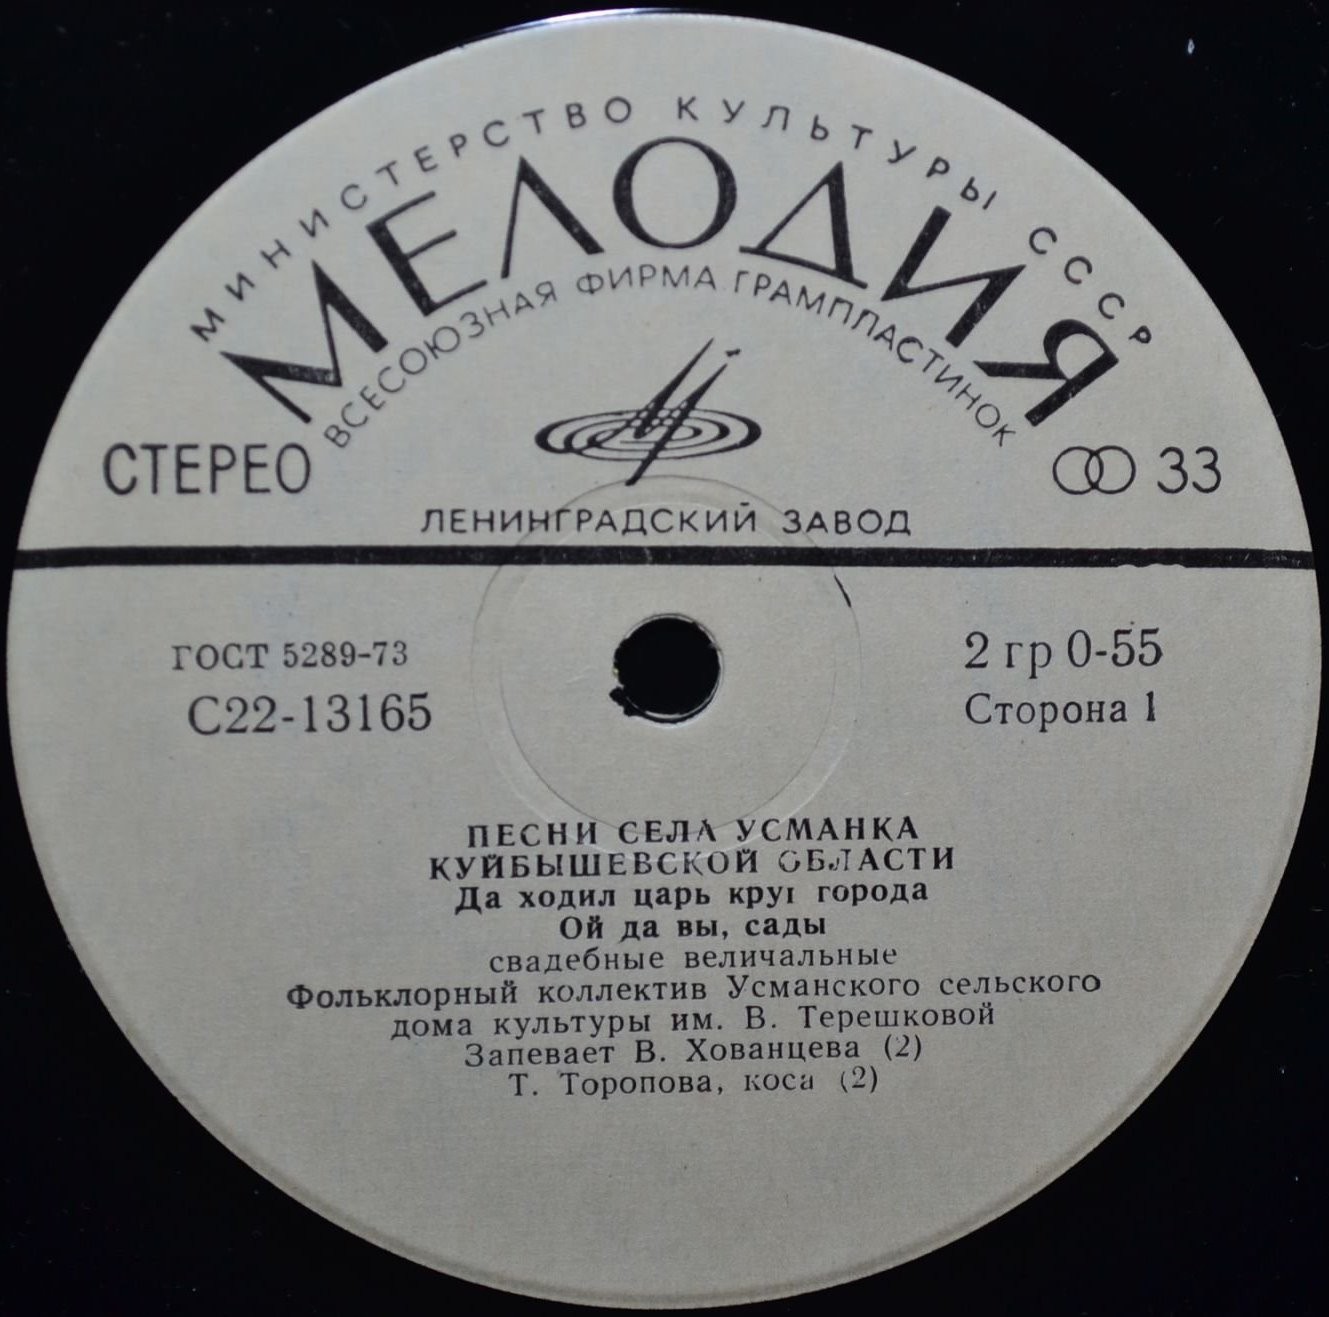 МИНИСТЕРСТВО КУЛЬТУРЫ СССР
МЕЛОДИЯ
ВСЕСОЮЗНАЯ ФИРМА ГРАМПЛАСТИНОК
СТЕРЕО
33
ЛЕНИНГРАДСКИЙ ЗАВОД
ГОСТ 5289-73
2 гр 0-55
С22-13165
Сторона 1
ПЕСНИ СЕЛА УСМАНКА
КУЙБЫШЕВСКОЙ ОБЛАСТИ
Да ходил царь круг города
Ой да вы, сады
свадебные величальные
Фольклорный коллектив Усманского сельского
дома культуры им. В. Терешковой
Запевает В. Хованцева (2)
Т. Торопова, коса (2)